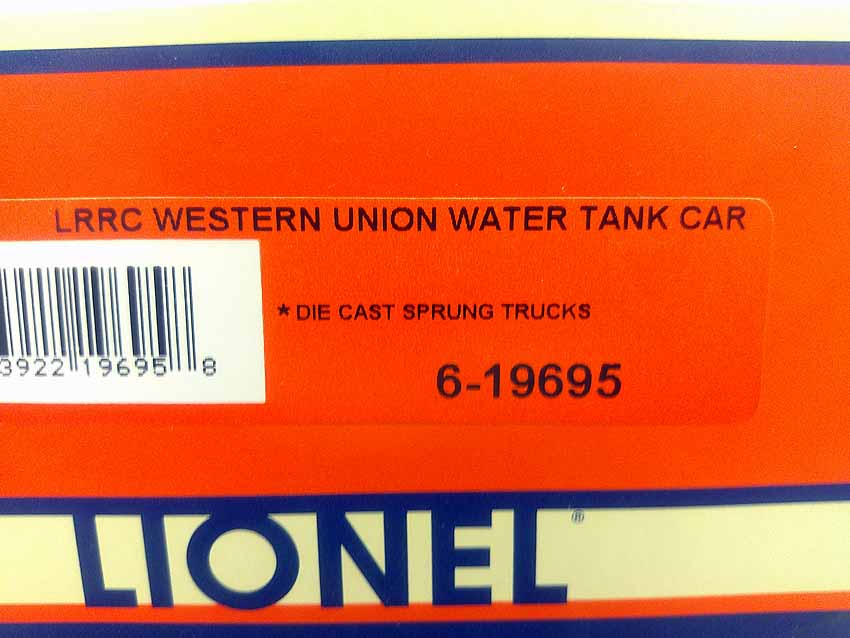 LRRC WESTERN UNION WATER TANK CAR
* DIE CAST SPRUNG TRUCKS
3922 19695 8
6-19695
LIONEL ®